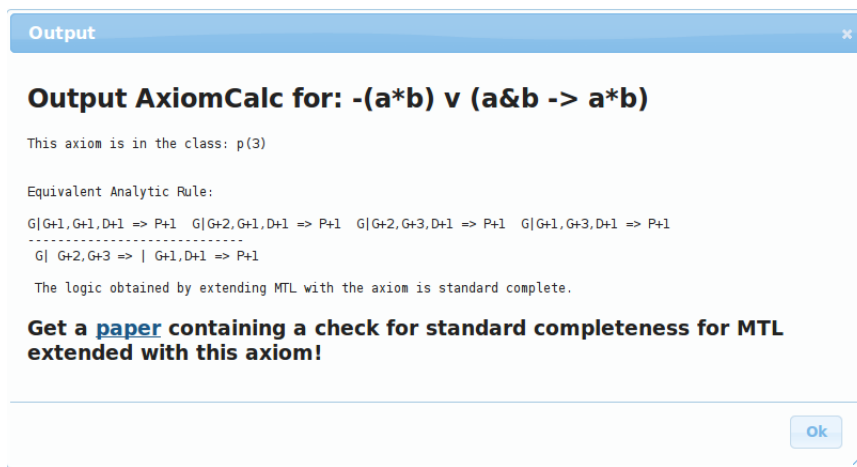 Output
Output AxiomCalc for: -(a*b) v (a&b -> a*b)
This axiom is in the class: p(3)
Equivalent Analytic Rule:
G|G+1,G+1,D+1 => P+1 G|G+2,G+1,D+1 => P+1 G|G+2,G+3,D+1 => P+1 G|G+1,G+3,D+1 => P+1
-----------------------------
G| G+2,G+3 => | G+1,D+1 => P+1
The logic obtained by extending MTL with the axiom is standard complete.
Get a paper containing a check for standard completeness for MTL
extended with this axiom!
Ok